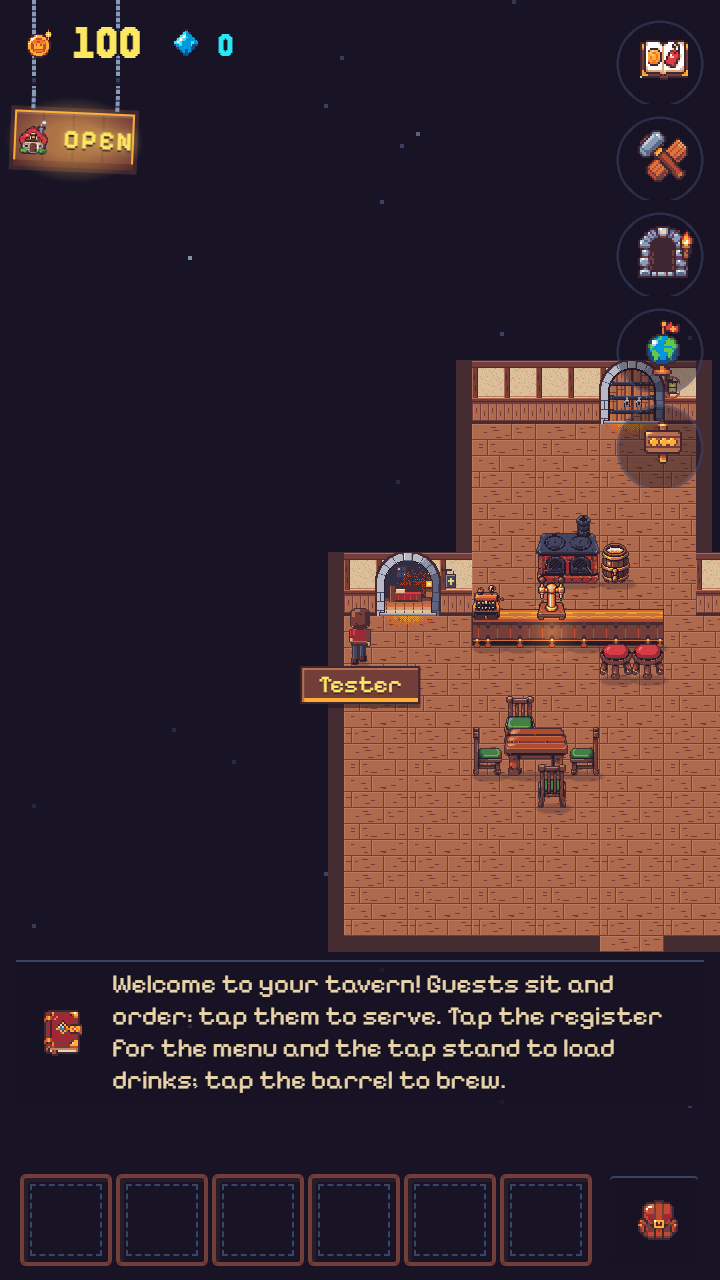 100
0
OPEN
Tester
Welcome to your tavern! Guests sit and
order: tap them to serve. Tap the register
for the menu and the tap stand to load
drinks; tap the barrel to brew.